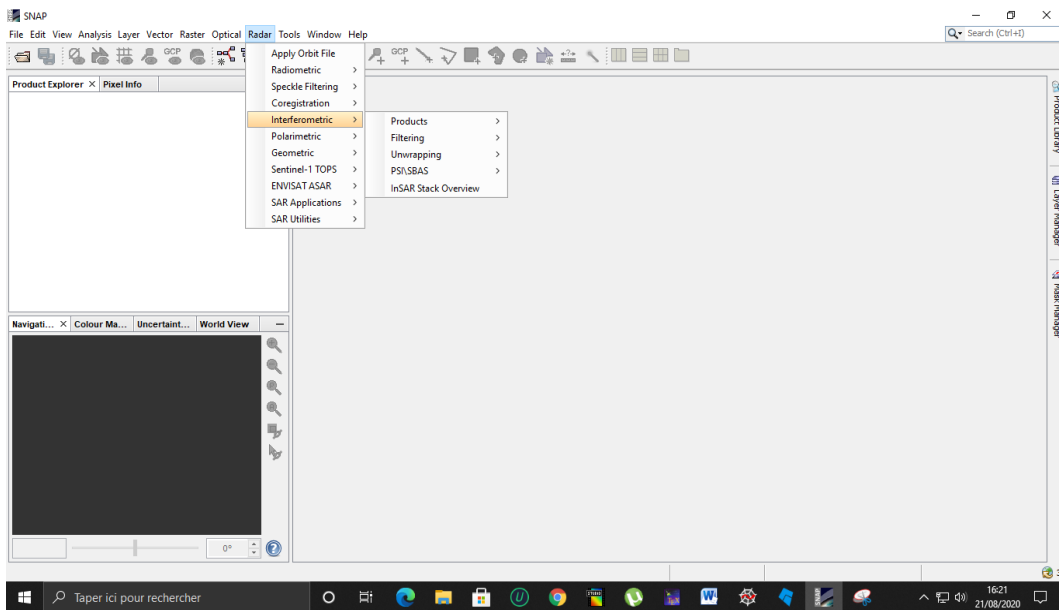 SNAP
File Edit View Analysis Layer Vector Raster Optical Radar Tools Window Help
Search (Ctrl+I)
GCP
GCP
Product Explorer Pixel Info
Apply Orbit File
Radiometric
Speckle Filtering
Coregistration
Interferometric
Polarimetric
Geometric
Sentinel-1 TOPS
ENVISAT ASAR
SAR Applications
SAR Utilities
Products
Filtering
Unwrapping
PSI\SBAS
InSAR Stack Overview
Product Library
Layer Manager
Mask Manager
Navigati... Colour Ma... Uncertaint... World View
0°
Taper ici pour rechercher
16:21
21/08/2020